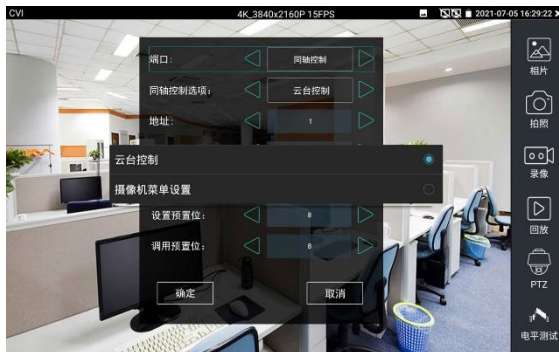 CVI 4K_3840x2160P 15FPS 2021-07-05 16:29:22
端口： 同轴控制
同轴控制选项： 云台控制
地址： 1
云台控制
摄像机菜单设置
设置预置位： 8
调用预置位： 8
确定 取消
相片
拍照
录像
回放
PTZ
电平测试